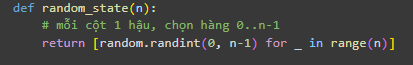 def random_state(n):
    # mỗi cột 1 hậu, chọn hàng 0..n-1
    return [random.randint(0, n-1) for _ in range(n)]